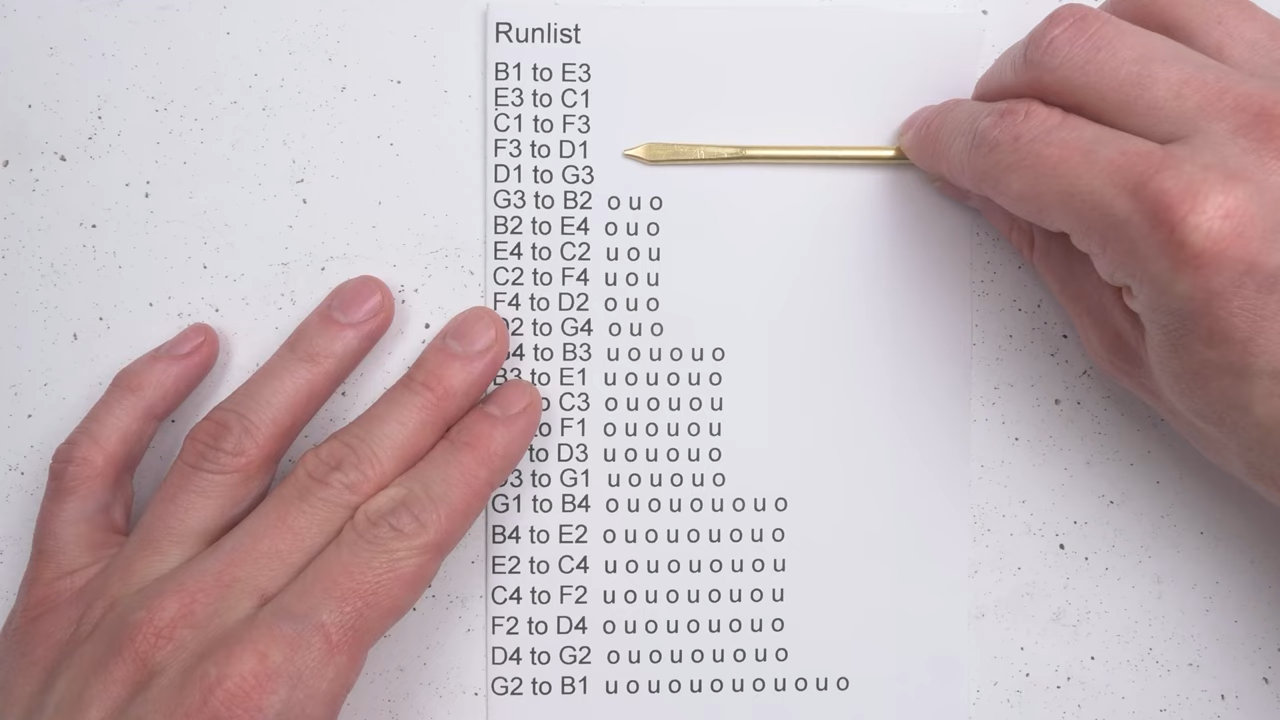 Runlist
B1 to E3
E3 to C1
C1 to F3
F3 to D1
D1 to G3
G3 to B2 o u o
B2 to E4 o u o
E4 to C2 u o u
C2 to F4 u o u
F4 to D2 o u o
D2 to G4 o u o
G4 to B3 u o u o u o
B3 to E1 u o u o u o
C3 o u o u o u
to F1 o u o u o u
to D3 u o u o u o
D3 to G1 u o u o u o
G1 to B4 o u o u o u o u o
B4 to E2 o u o u o u o u o
E2 to C4 u o u o u o u o u
C4 to F2 u o u o u o u o u
F2 to D4 o u o u o u o u o
D4 to G2 o u o u o u o u o
G2 to B1 u o u o u o u o u o u o